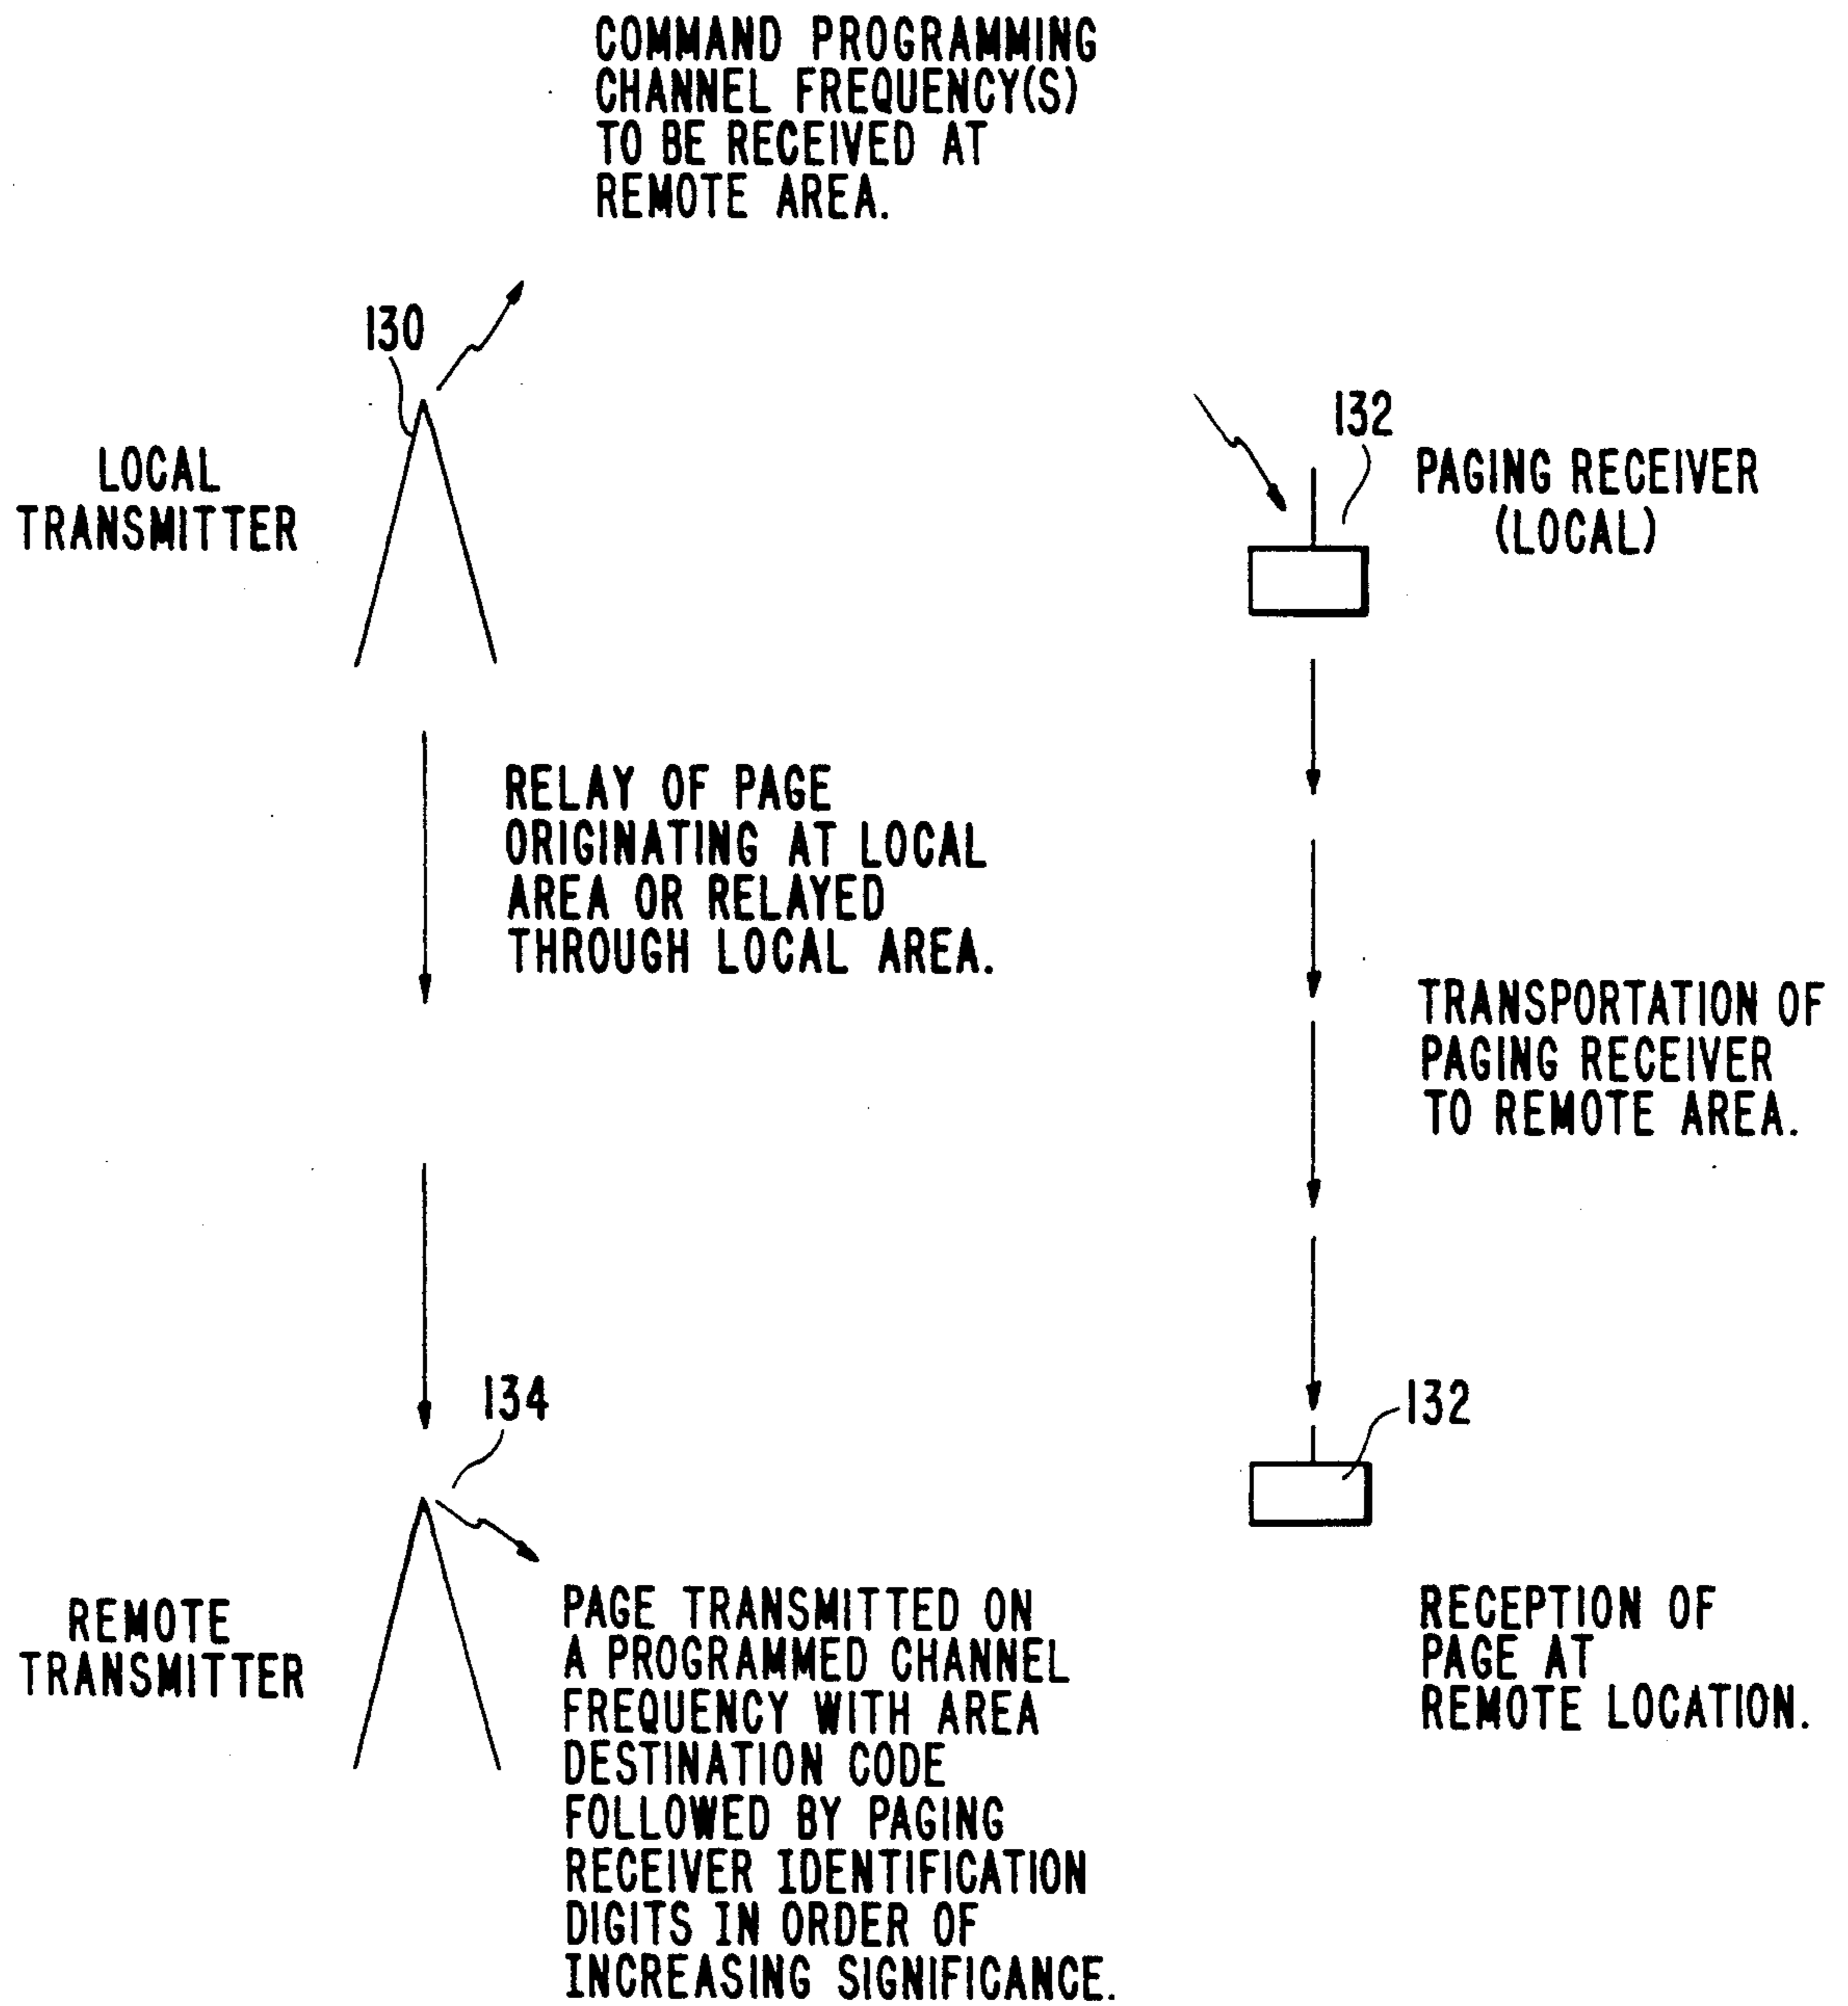 COMMAND PROGRAMMING
CHANNEL FREQUENCY(S)
TO BE RECEIVED AT
REMOTE AREA.
130
LOCAL
TRANSMITTER
132
PAGING RECEIVER
(LOCAL)
RELAY OF PAGE
ORIGINATING AT LOCAL
AREA OR RELAYED
THROUGH LOCAL AREA.
TRANSPORTATION OF
PAGING RECEIVER
TO REMOTE AREA.
134
132
REMOTE
TRANSMITTER
PAGE TRANSMITTED ON
A PROGRAMMED CHANNEL
FREQUENCY WITH AREA
DESTINATION CODE
FOLLOWED BY PAGING
RECEIVER IDENTIFICATION
DIGITS IN ORDER OF
INCREASING SIGNIFICANCE.
RECEPTION OF
PAGE AT
REMOTE LOCATION.